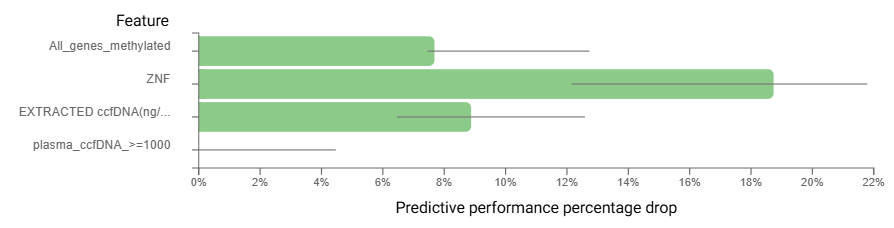 Feature
All_genes_methylated
ZNF
EXTRACTED ccfDNA(ng/...
plasma_ccfDNA_>=1000
0% 2% 4% 6% 8% 10% 12% 14% 16% 18% 20% 22%
Predictive performance percentage drop